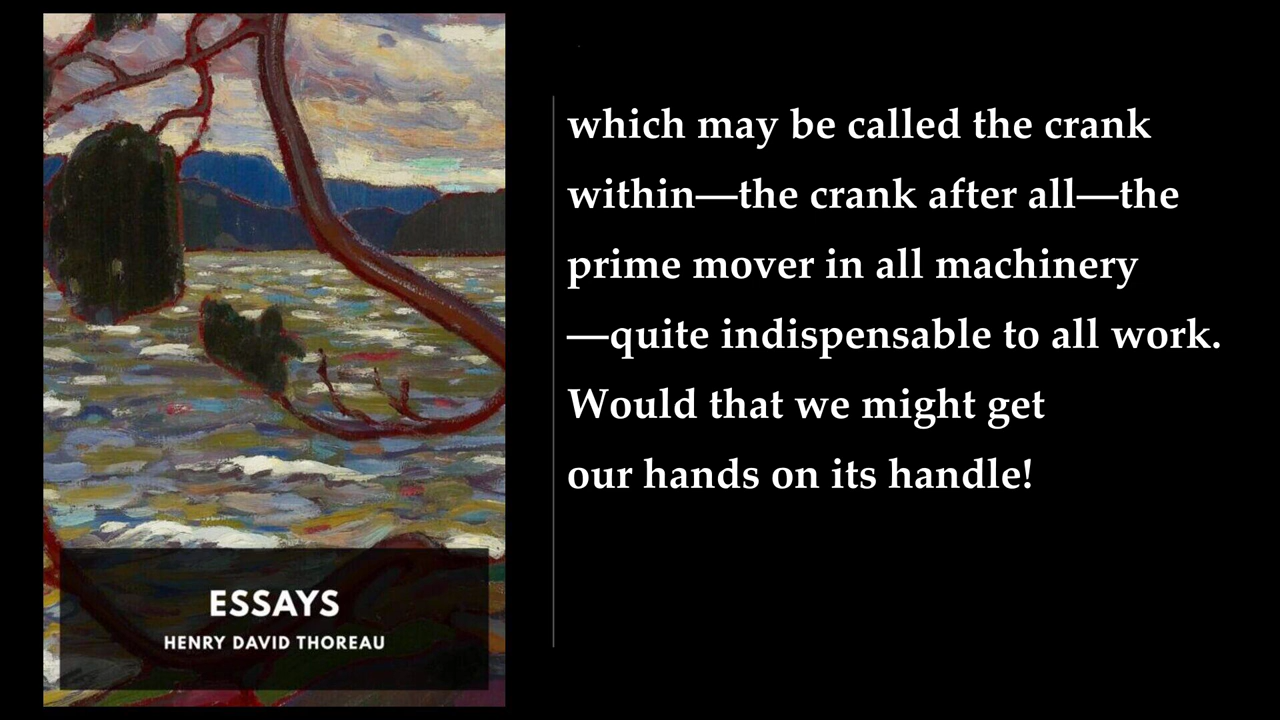 which may be called the crank
within—the crank after all—the
prime mover in all machinery
—quite indispensable to all work.
Would that we might get
our hands on its handle!
ESSAYS
HENRY DAVID THOREAU